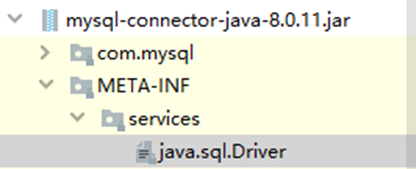 mysql-connector-java-8.0.11.jar
com.mysql
META-INF
services
java.sql.Driver